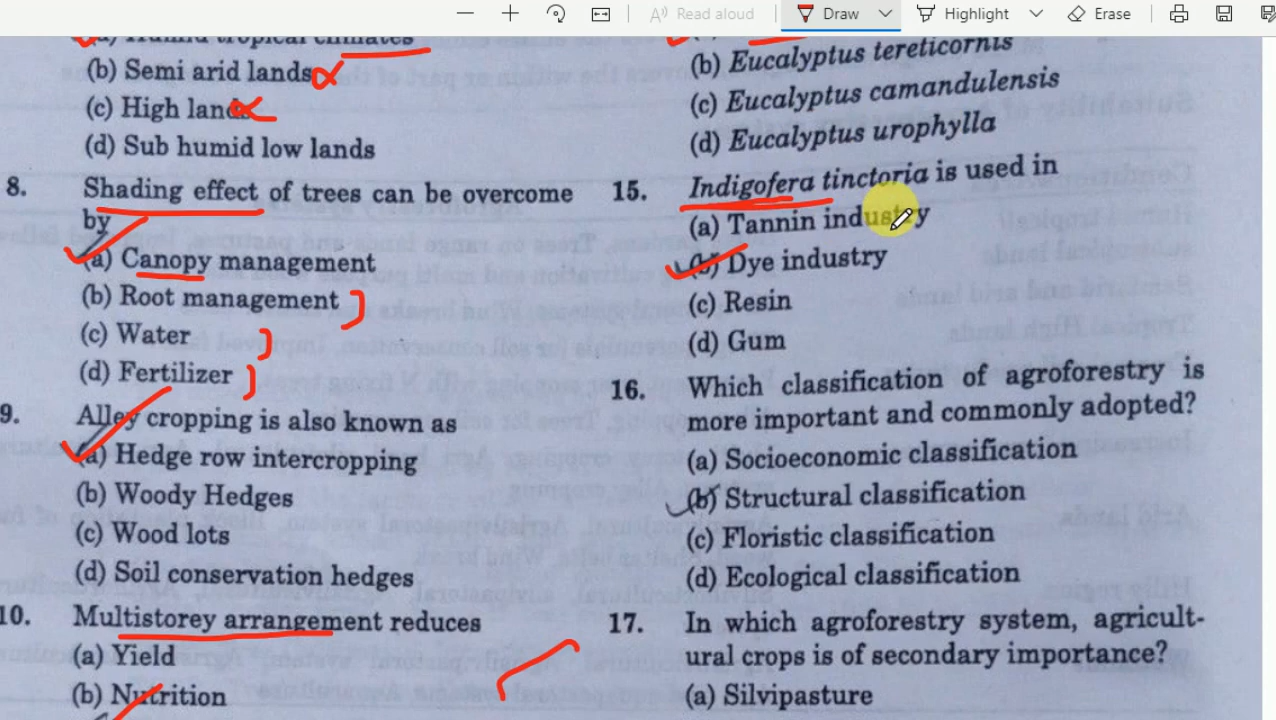 Read aloud
Draw
Highlight
Erase
(a) Humid tropical climates
(b) Semi arid lands
(c) High lands
(d) Sub humid low lands
8. Shading effect of trees can be overcome
by
(a) Canopy management
(b) Root management
(c) Water
(d) Fertilizer
9. Alley cropping is also known as
(a) Hedge row intercropping
(b) Woody Hedges
(c) Wood lots
(d) Soil conservation hedges
10. Multistorey arrangement reduces
(a) Yield
(b) Nutrition
(b) Eucalyptus tereticornis
(c) Eucalyptus camandulensis
(d) Eucalyptus urophylla
15. Indigofera tinctoria is used in
(a) Tannin industry
(b) Dye industry
(c) Resin
(d) Gum
16. Which classification of agroforestry is
more important and commonly adopted?
(a) Socioeconomic classification
(b) Structural classification
(c) Floristic classification
(d) Ecological classification
17. In which agroforestry system, agricult-
ural crops is of secondary importance?
(a) Silvipasture